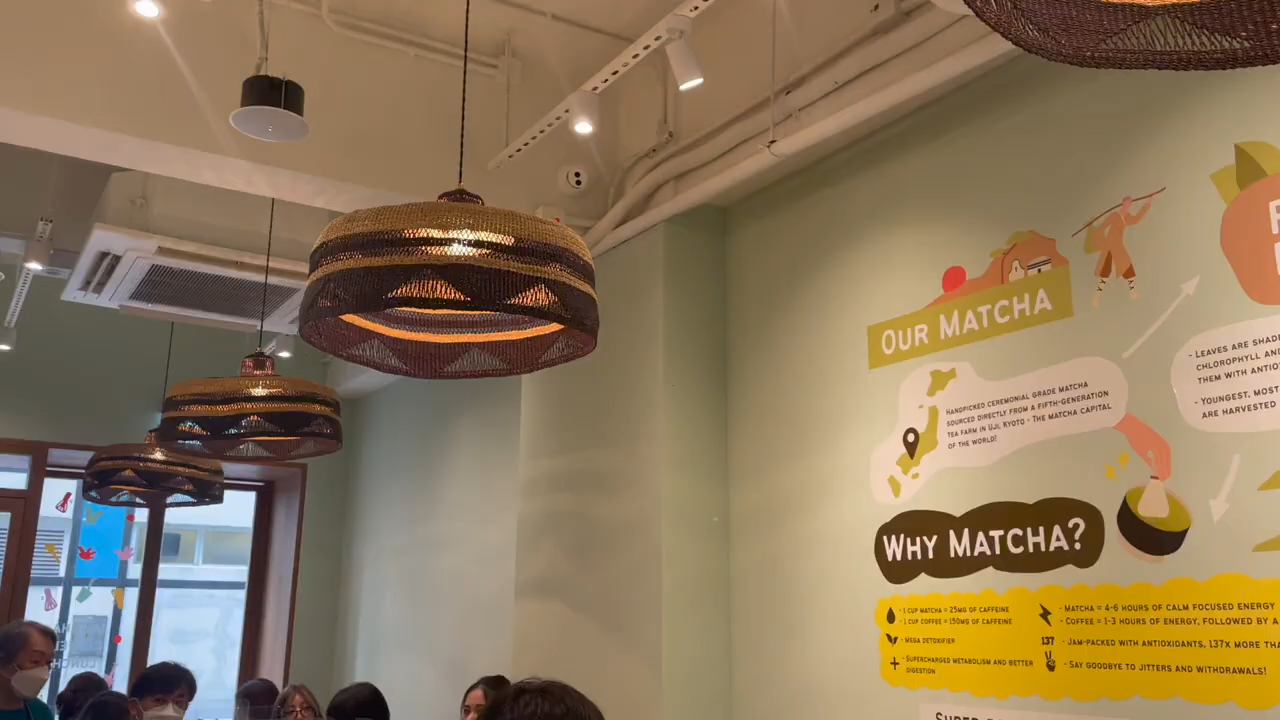 OUR MATCHA
HANDPICKED CEREMONIAL GRADE MATCHA
SOURCED DIRECTLY FROM A FIFTH-GENERATION
TEA FARM IN UJI, KYOTO - THE MATCHA CAPITAL
OF THE WORLD!
- LEAVES ARE SHADE
CHLOROPHYLL AND
THEM WITH ANTIO
- YOUNGEST, MOST
ARE HARVESTED
WHY MATCHA?
- 1 CUP MATCHA = 25MG OF CAFFEINE
- 1 CUP COFFEE = 150MG OF CAFFEINE
- MEGA DETOXIFIER
- SUPERCHARGED METABOLISM AND BETTER
DIGESTION
- MATCHA = 4-6 HOURS OF CALM FOCUSED ENERGY
- COFFEE = 1-3 HOURS OF ENERGY, FOLLOWED BY A
137 - JAM-PACKED WITH ANTIOXIDANTS, 137X MORE THA
- SAY GOODBYE TO JITTERS AND WITHDRAWALS!
LUNCH